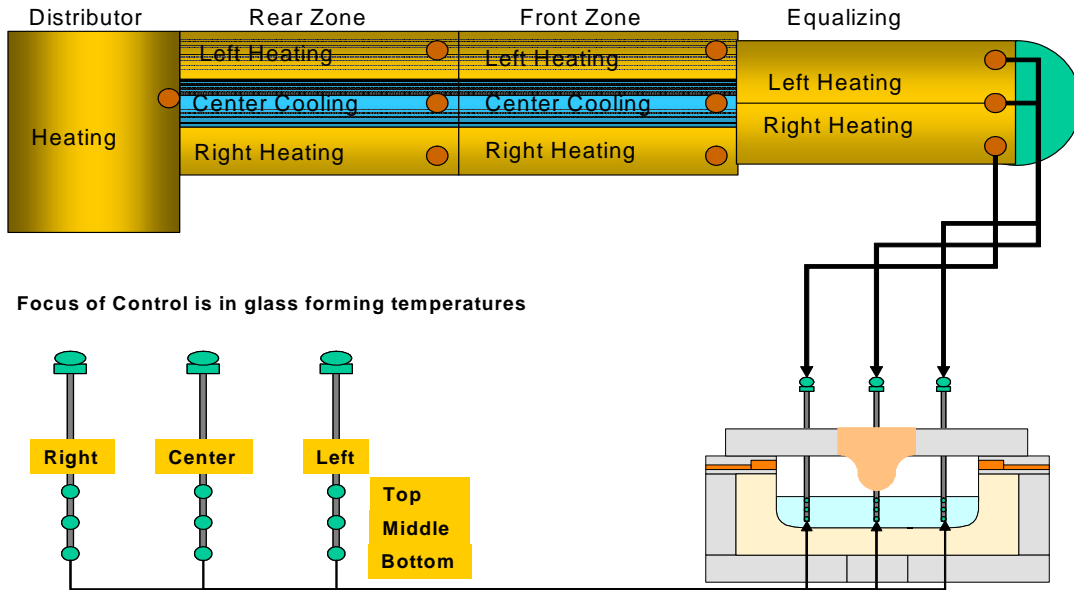 Distributor
Rear Zone
Front Zone
Equalizing
Left Heating
Left Heating
Left Heating
Center Cooling
Center Cooling
Right Heating
Heating
Right Heating
Right Heating
Focus of Control is in glass forming temperatures
Right
Center
Left
Top
Middle
Bottom